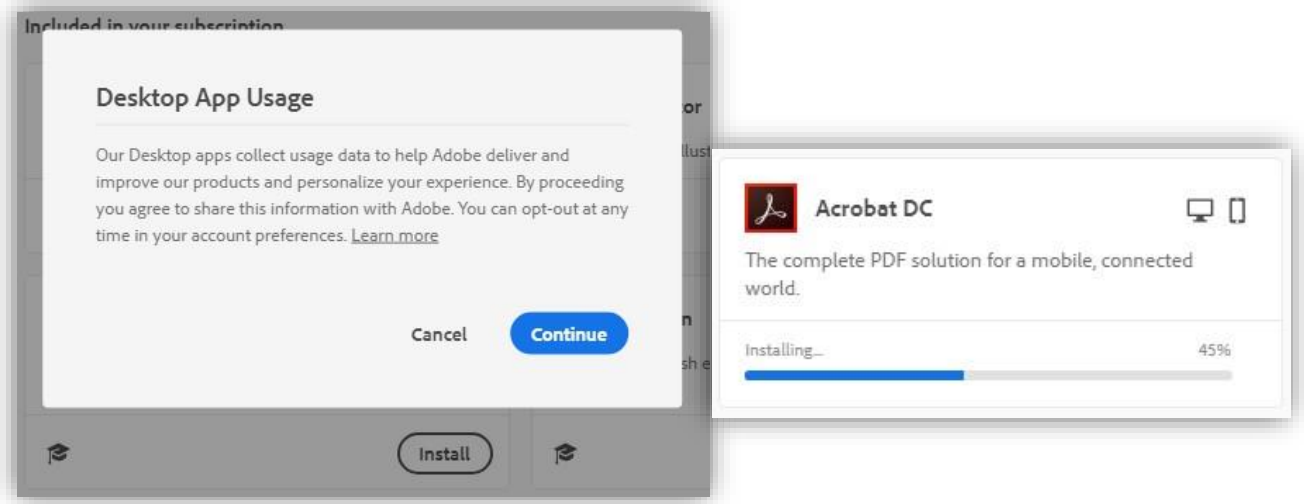 Included in your subscription
Desktop App Usage
Our Desktop apps collect usage data to help Adobe deliver and
improve our products and personalize your experience. By proceeding
you agree to share this information with Adobe. You can opt-out at any
time in your account preferences. Learn more
Cancel
Continue
Install
or
llust
n
sh e
Acrobat DC
The complete PDF solution for a mobile, connected
world.
Installing...
45%